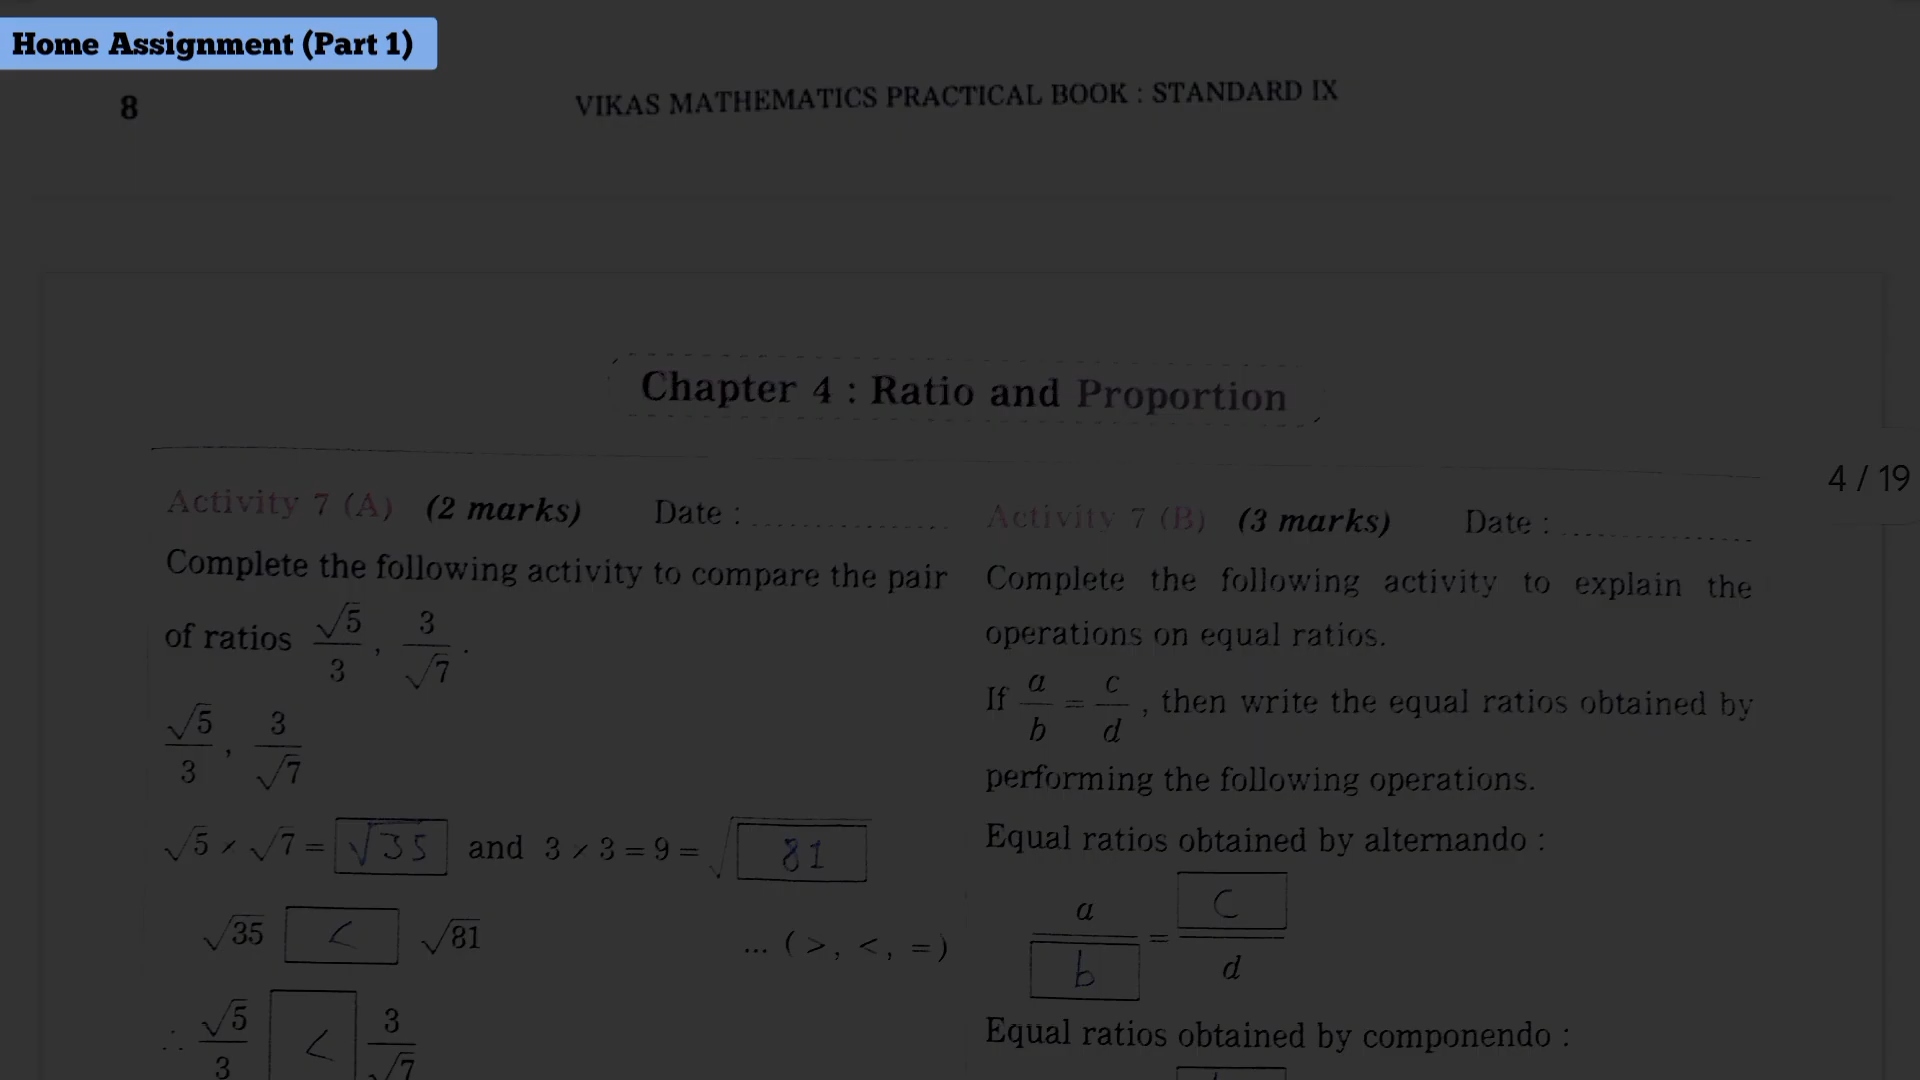 Home Assignment (Part 1)
8
VIKAS MATHEMATICS PRACTICAL BOOK : STANDARD IX
Chapter 4 : Ratio and Proportion
4 / 19
Activity 7 (A) (2 marks) Date : ................
Complete the following activity to compare the pair
of ratios √5/3 , 3/√7 .
√5/3 , 3/√7
√5 × √7 = √35 and 3 × 3 = 9 = √81
√35 < √81 ... ( >, <, = )
∴ √5/3 < 3/√7
Activity 7 (B) (3 marks) Date : ................
Complete the following activity to explain the
operations on equal ratios.
If a/b = c/d , then write the equal ratios obtained by
performing the following operations.
Equal ratios obtained by alternando :
a/b = c/d
Equal ratios obtained by componendo :